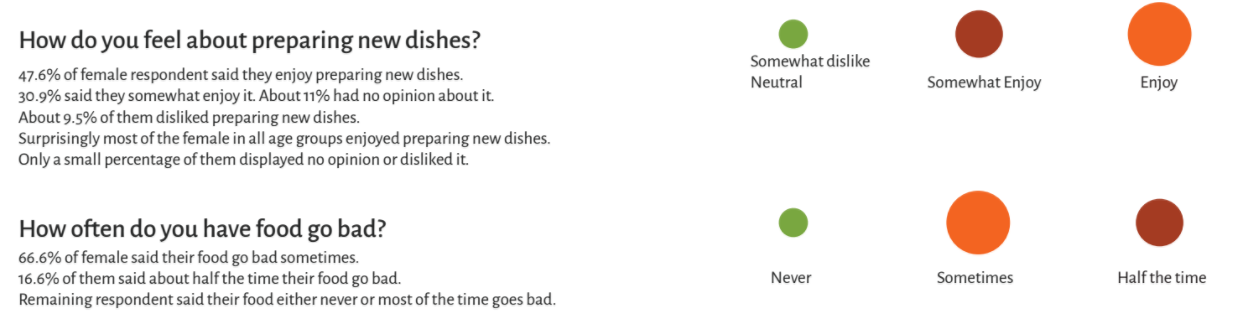 How do you feel about preparing new dishes?
47.6% of female respondent said they enjoy preparing new dishes.
30.9% said they somewhat enjoy it. About 11% had no opinion about it.
About 9.5% of them disliked preparing new dishes.
Surprisingly most of the female in all age groups enjoyed preparing new dishes.
Only a small percentage of them displayed no opinion or disliked it.
Somewhat dislike
Neutral
Somewhat Enjoy
Enjoy
How often do you have food go bad?
66.6% of female said their food go bad sometimes.
16.6% of them said about half the time their food go bad.
Remaining respondent said their food either never or most of the time goes bad.
Never
Sometimes
Half the time